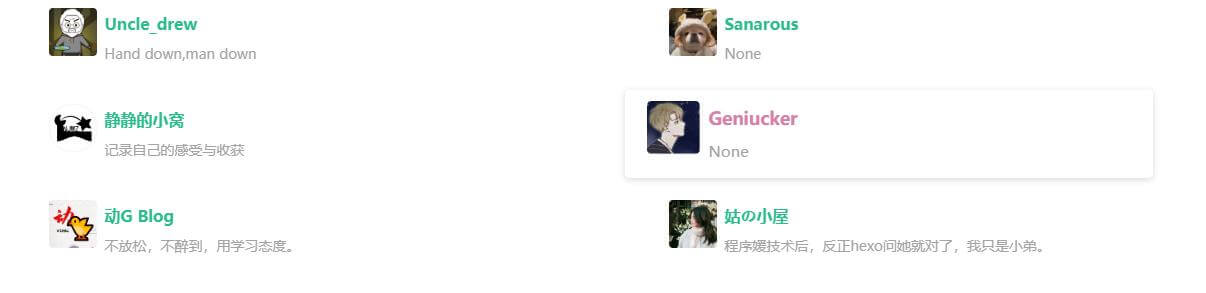 Uncle_drew
Hand down,man down
Sanarous
None
静静的小窝
记录自己的感受与收获
Geniucker
None
动G Blog
不放松，不醉到，用学习态度。
姑の小屋
程序媛技术后，反正hexo问她就对了，我只是小弟。